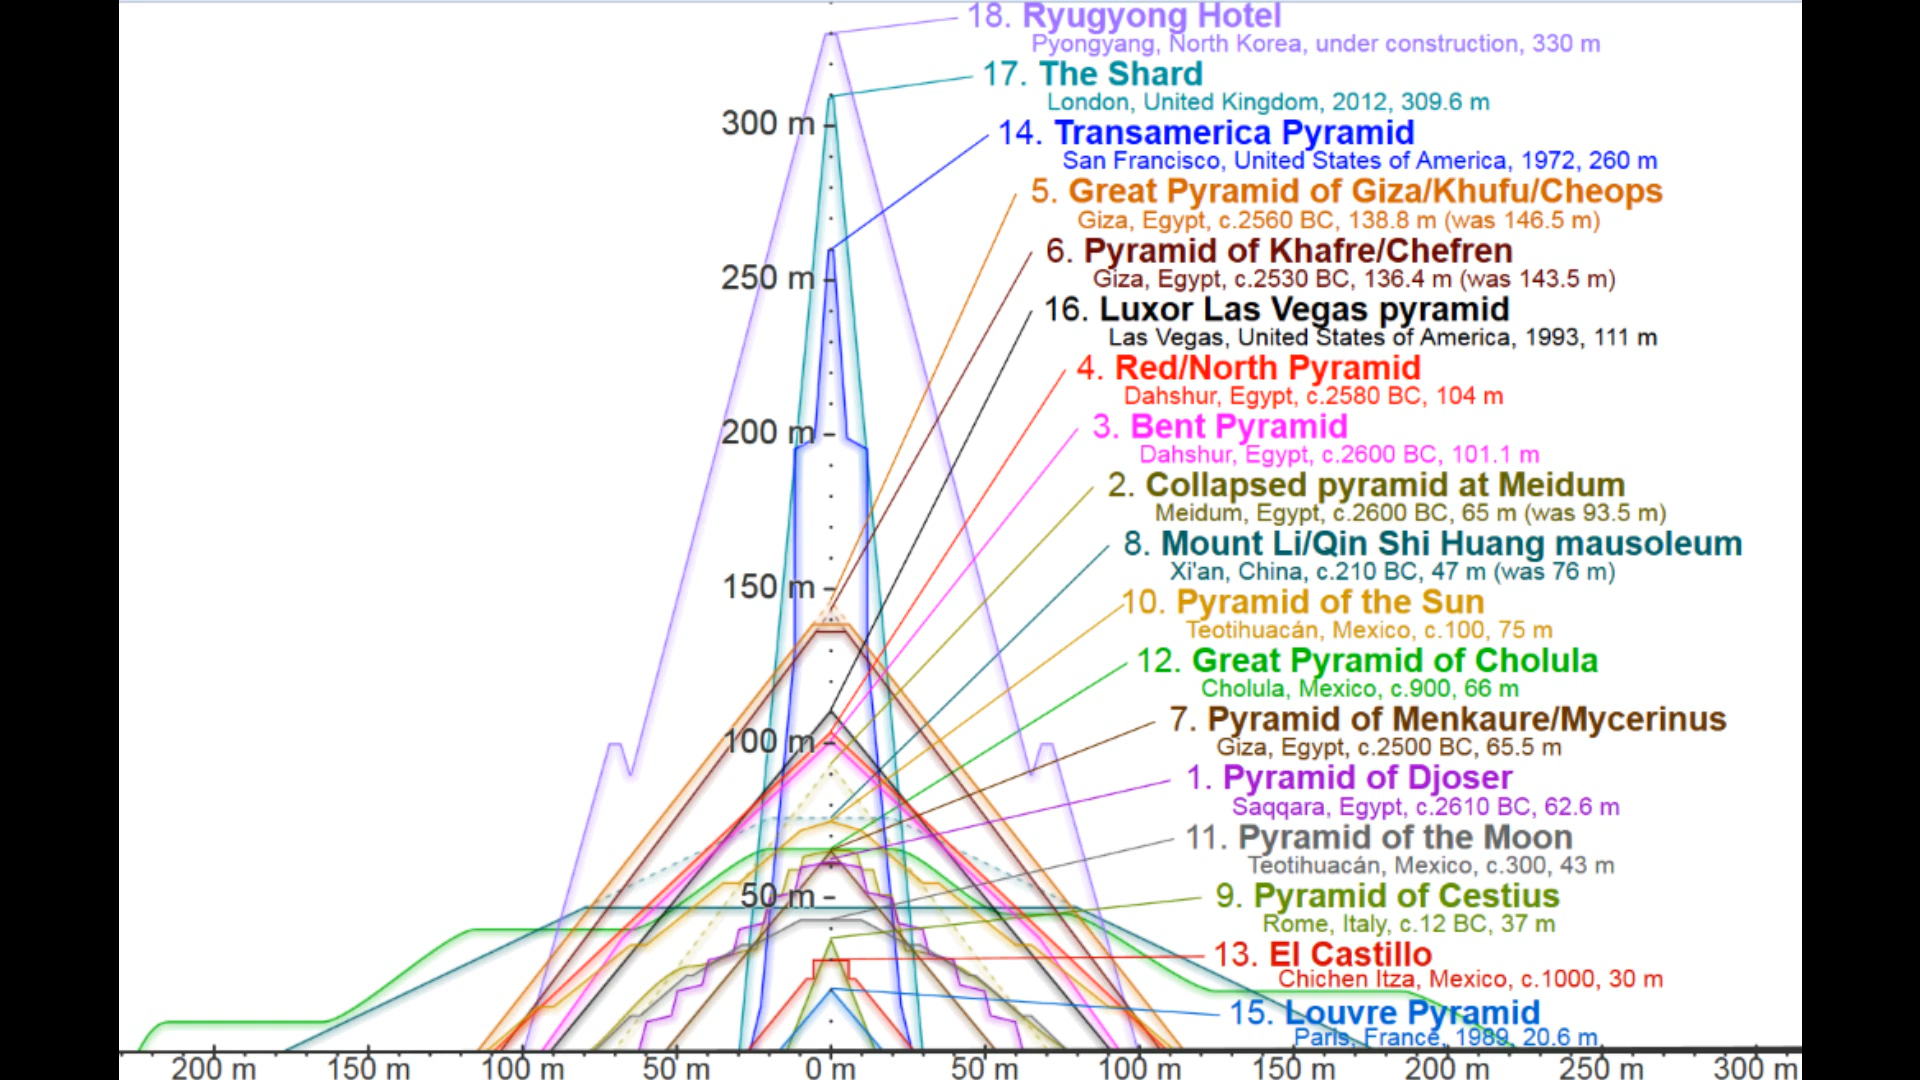 18. Ryugyong Hotel
Pyongyang, North Korea, under construction, 330 m
17. The Shard
London, United Kingdom, 2012, 309.6 m
300 m
14. Transamerica Pyramid
San Francisco, United States of America, 1972, 260 m
5. Great Pyramid of Giza/Khufu/Cheops
Giza, Egypt, c.2560 BC, 138.8 m (was 146.5 m)
6. Pyramid of Khafre/Chefren
250 m
Giza, Egypt, c.2530 BC, 136.4 m (was 143.5 m)
16. Luxor Las Vegas pyramid
Las Vegas, United States of America, 1993, 111 m
4. Red/North Pyramid
Dahshur, Egypt, c.2580 BC, 104 m
3. Bent Pyramid
200 m
Dahshur, Egypt, c.2600 BC, 101.1 m
2. Collapsed pyramid at Meidum
Meidum, Egypt, c.2600 BC, 65 m (was 93.5 m)
8. Mount Li/Qin Shi Huang mausoleum
Xi'an, China, c.210 BC, 47 m (was 76 m)
150 m
10. Pyramid of the Sun
Teotihuacán, Mexico, c.100, 75 m
12. Great Pyramid of Cholula
Cholula, Mexico, c.900, 66 m
7. Pyramid of Menkaure/Mycerinus
100 m
Giza, Egypt, c.2500 BC, 65.5 m
1. Pyramid of Djoser
Saqqara, Egypt, c.2610 BC, 62.6 m
11. Pyramid of the Moon
Teotihuacán, Mexico, c.300, 43 m
50 m
9. Pyramid of Cestius
Rome, Italy, c.12 BC, 37 m
13. El Castillo
Chichen Itza, Mexico, c.1000, 30 m
15. Louvre Pyramid
Paris, France, 1989, 20.6 m
200 m 150 m 100 m 50 m 0 m 50 m 100 m 150 m 200 m 250 m 300 m